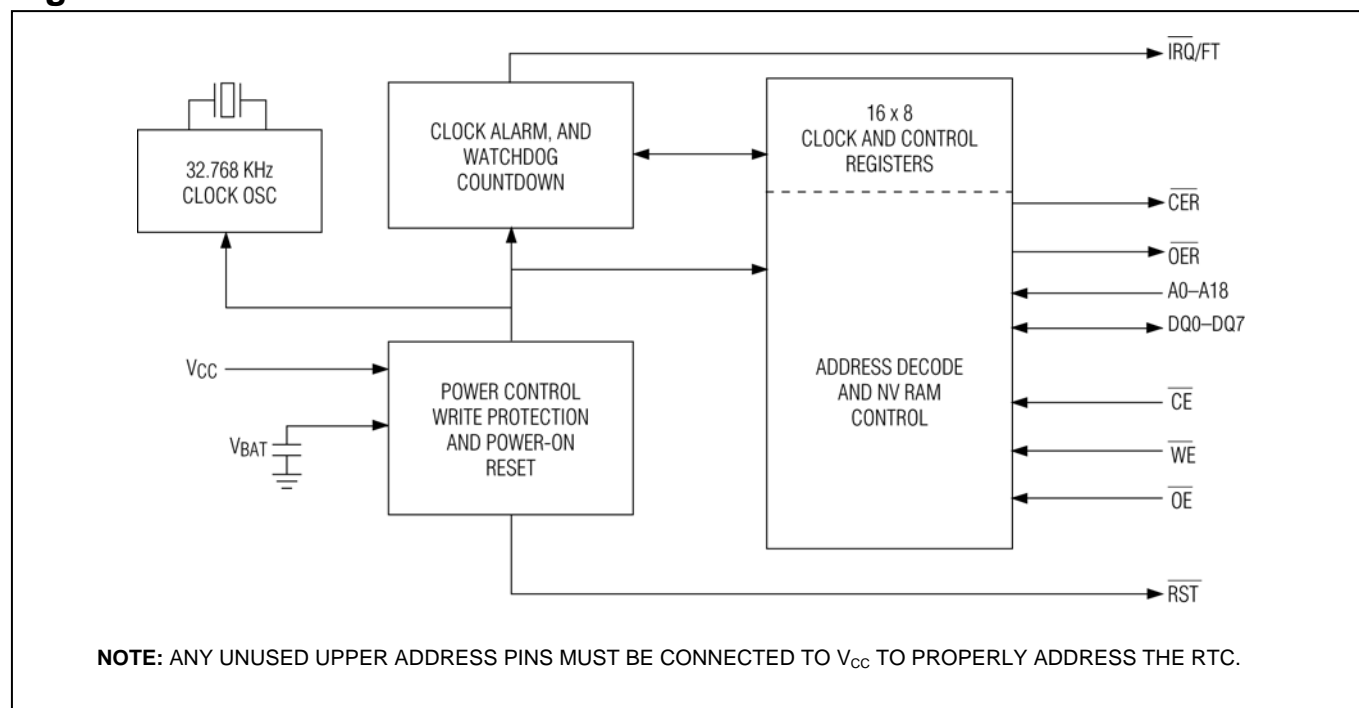 IRQ/FT
16 x 8
CLOCK AND CONTROL
REGISTERS
CLOCK ALARM, AND
WATCHDOG
COUNTDOWN
32.768 KHz
CLOCK OSC
CER
OER
A0–A18
DQ0–DQ7
VCC
POWER CONTROL
WRITE PROTECTION
AND POWER-ON
RESET
VBAT
ADDRESS DECODE
AND NV RAM
CONTROL
CE
WE
OE
RST
NOTE: ANY UNUSED UPPER ADDRESS PINS MUST BE CONNECTED TO VCC TO PROPERLY ADDRESS THE RTC.